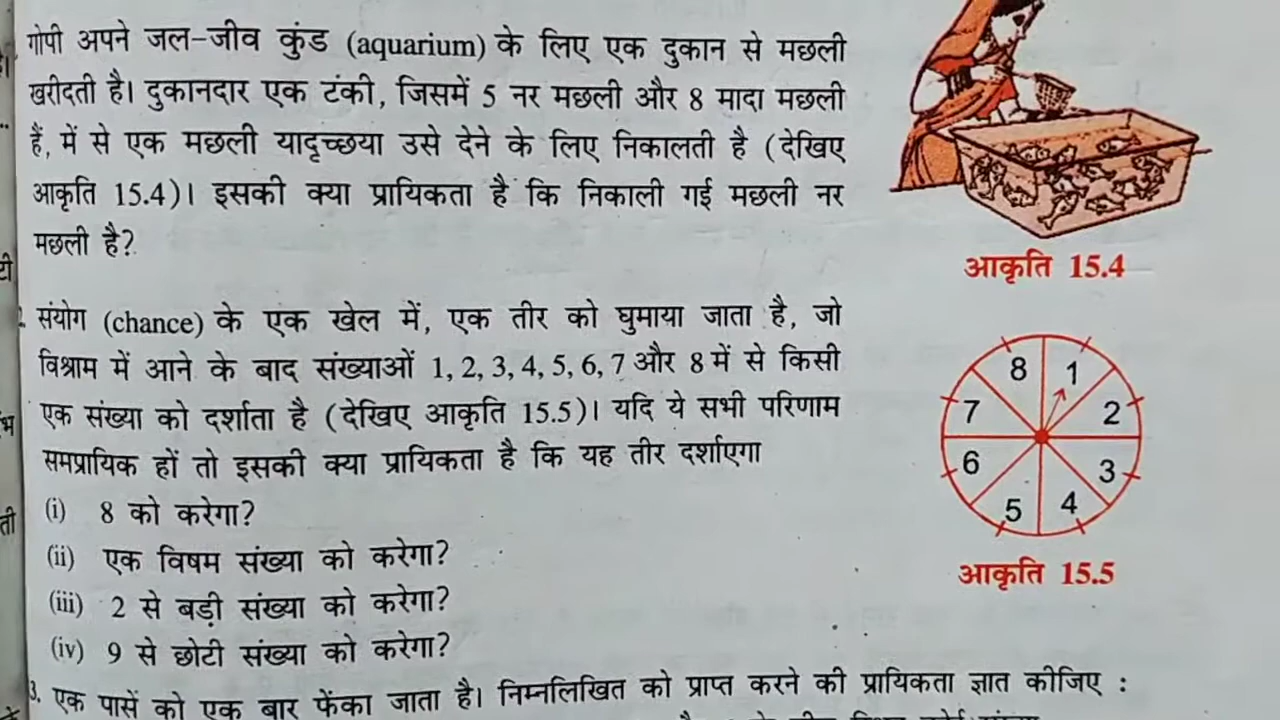 गोपी अपने जल-जीव कुंड (aquarium) के लिए एक दुकान से मछली
खरीदती है। दुकानदार एक टंकी, जिसमें 5 नर मछली और 8 मादा मछली
हैं, में से एक मछली यादृच्छया उसे देने के लिए निकालती है (देखिए
आकृति 15.4)। इसकी क्या प्रायिकता है कि निकाली गई मछली नर
मछली है?
आकृति 15.4
संयोग (chance) के एक खेल में, एक तीर को घुमाया जाता है, जो
विश्राम में आने के बाद संख्याओं 1, 2, 3, 4, 5, 6, 7 और 8 में से किसी
एक संख्या को दर्शाता है (देखिए आकृति 15.5)। यदि ये सभी परिणाम
समप्रायिक हों तो इसकी क्या प्रायिकता है कि यह तीर दर्शाएगा
(i) 8 को करेगा?
(ii) एक विषम संख्या को करेगा?
(iii) 2 से बड़ी संख्या को करेगा?
(iv) 9 से छोटी संख्या को करेगा?
8 1
7 2
6 3
5 4
आकृति 15.5
3. एक पासें को एक बार फेंका जाता है। निम्नलिखित को प्राप्त करने की प्रायिकता ज्ञात कीजिए :